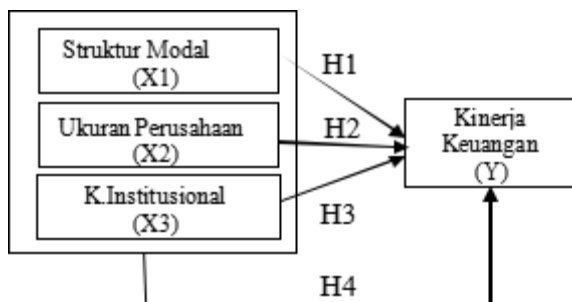 Struktur Modal
(X1)
Ukuran Perusahaan
(X2)
K.Institusional
(X3)
H1
H2
H3
H4
Kinerja
Keuangan
(Y)